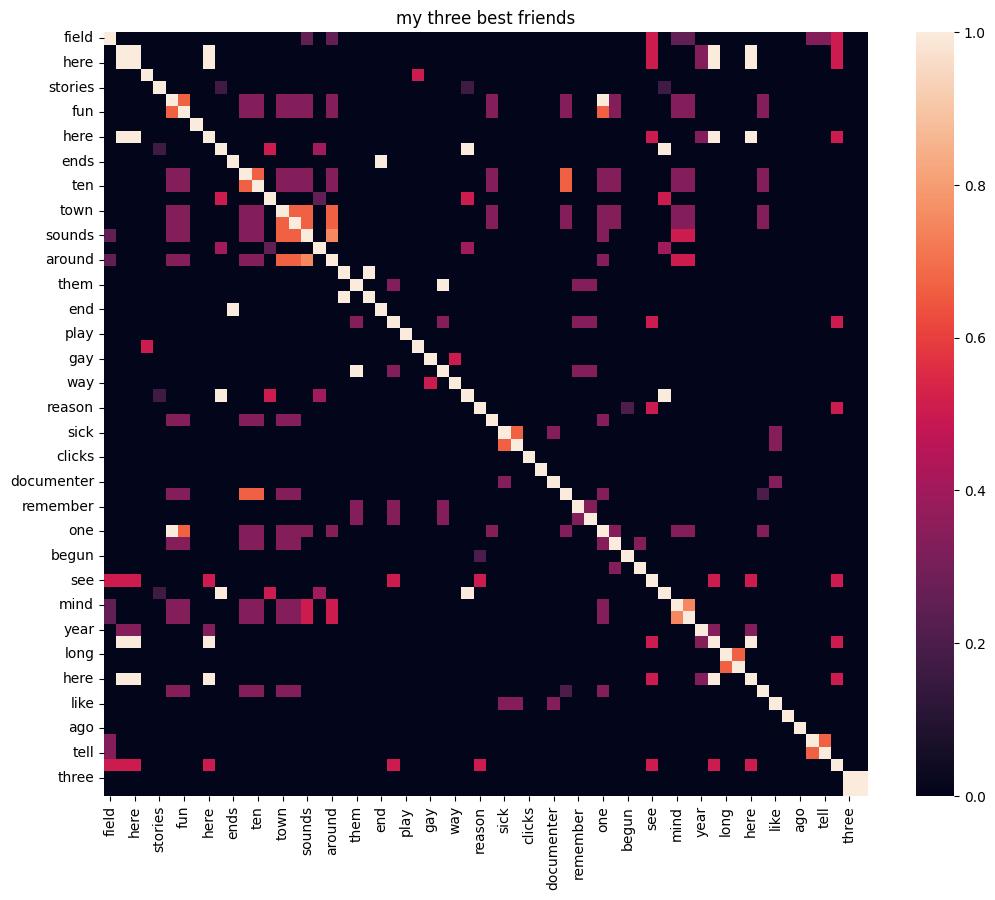 my three best friends
field
here
stories
fun
here
ends
ten
town
sounds
around
them
end
play
gay
way
reason
sick
clicks
documenter
remember
one
begun
see
mind
year
long
here
like
ago
tell
three
field
here
stories
fun
here
ends
ten
town
sounds
around
them
end
play
gay
way
reason
sick
clicks
documenter
remember
one
begun
see
mind
year
long
here
like
ago
tell
three
1.0
0.8
0.6
0.4
0.2
0.0